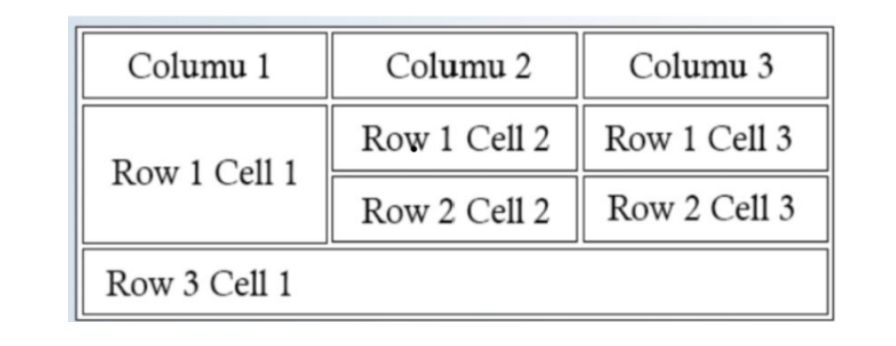 Columu 1 Columu 2 Columu 3
Row 1 Cell 1 Row 1 Cell 2 Row 1 Cell 3
Row 2 Cell 2 Row 2 Cell 3
Row 3 Cell 1